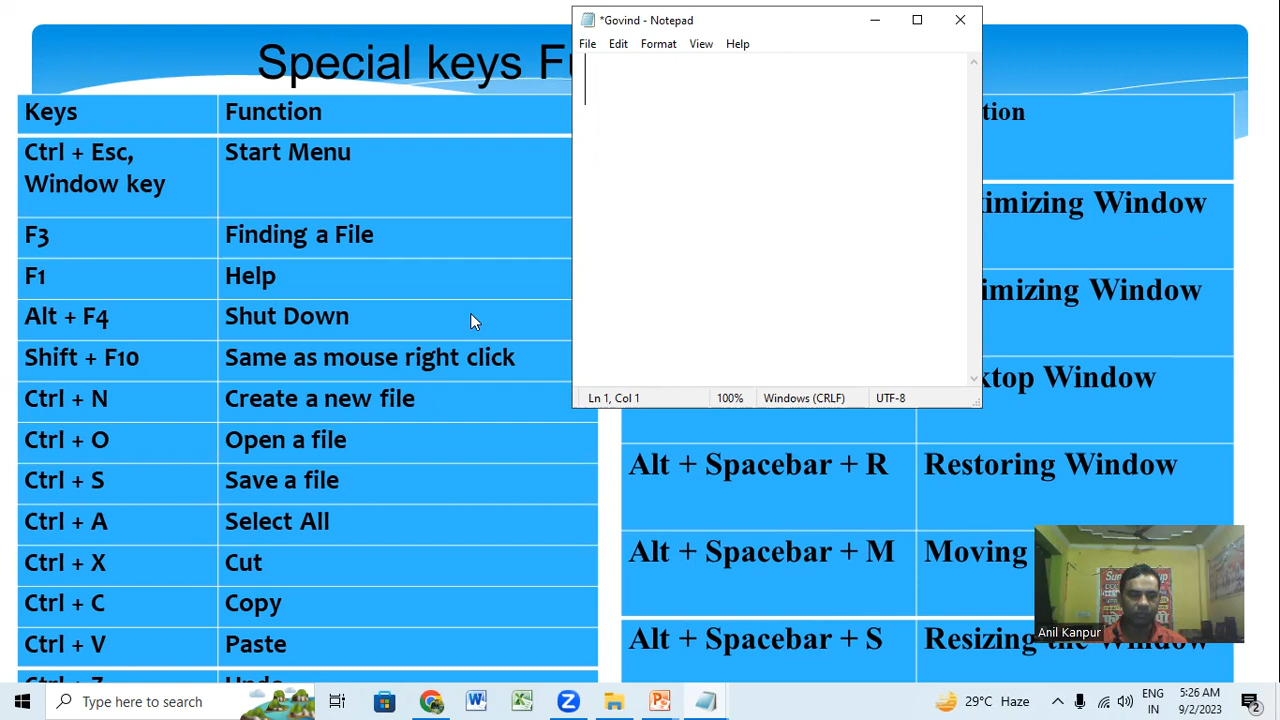 Special keys Fu
*Govind - Notepad
File Edit Format View Help
Ln 1, Col 1 100% Windows (CRLF) UTF-8
Keys Function
Ctrl + Esc, Start Menu
Window key
F3 Finding a File
F1 Help
Alt + F4 Shut Down
Shift + F10 Same as mouse right click
Ctrl + N Create a new file
Ctrl + O Open a file
Ctrl + S Save a file
Ctrl + A Select All
Ctrl + X Cut
Ctrl + C Copy
Ctrl + V Paste
tion
imizing Window
imizing Window
ktop Window
Alt + Spacebar + R Restoring Window
Alt + Spacebar + M Moving
Alt + Spacebar + S Resizing the Window
Anil Kanpur
Type here to search
29°C Haze
ENG
IN
5:26 AM
9/2/2023
2